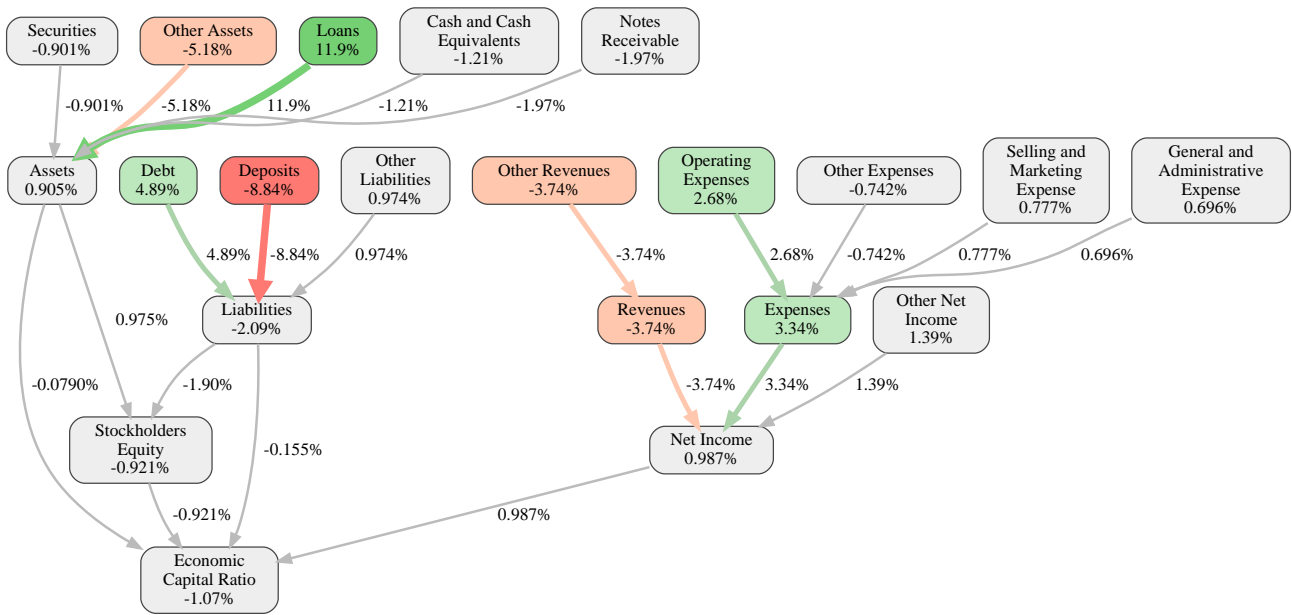 Securities
-0.901%
Other Assets
-5.18%
Loans
11.9%
Cash and Cash
Equivalents
-1.21%
Notes
Receivable
-1.97%
-0.901%
-5.18%
11.9%
-1.21%
-1.97%
Assets
0.905%
Debt
4.89%
Deposits
-8.84%
Other
Liabilities
0.974%
Other Revenues
-3.74%
Operating
Expenses
2.68%
Other Expenses
-0.742%
Selling and
Marketing
Expense
0.777%
General and
Administrative
Expense
0.696%
4.89%
-8.84%
0.974%
-3.74%
2.68%
-0.742%
0.777%
0.696%
0.975%
Liabilities
-2.09%
Revenues
-3.74%
Expenses
3.34%
Other Net
Income
1.39%
-0.0790%
-1.90%
-3.74%
3.34%
1.39%
Stockholders
Equity
-0.921%
-0.155%
Net Income
0.987%
-0.921%
0.987%
Economic
Capital Ratio
-1.07%